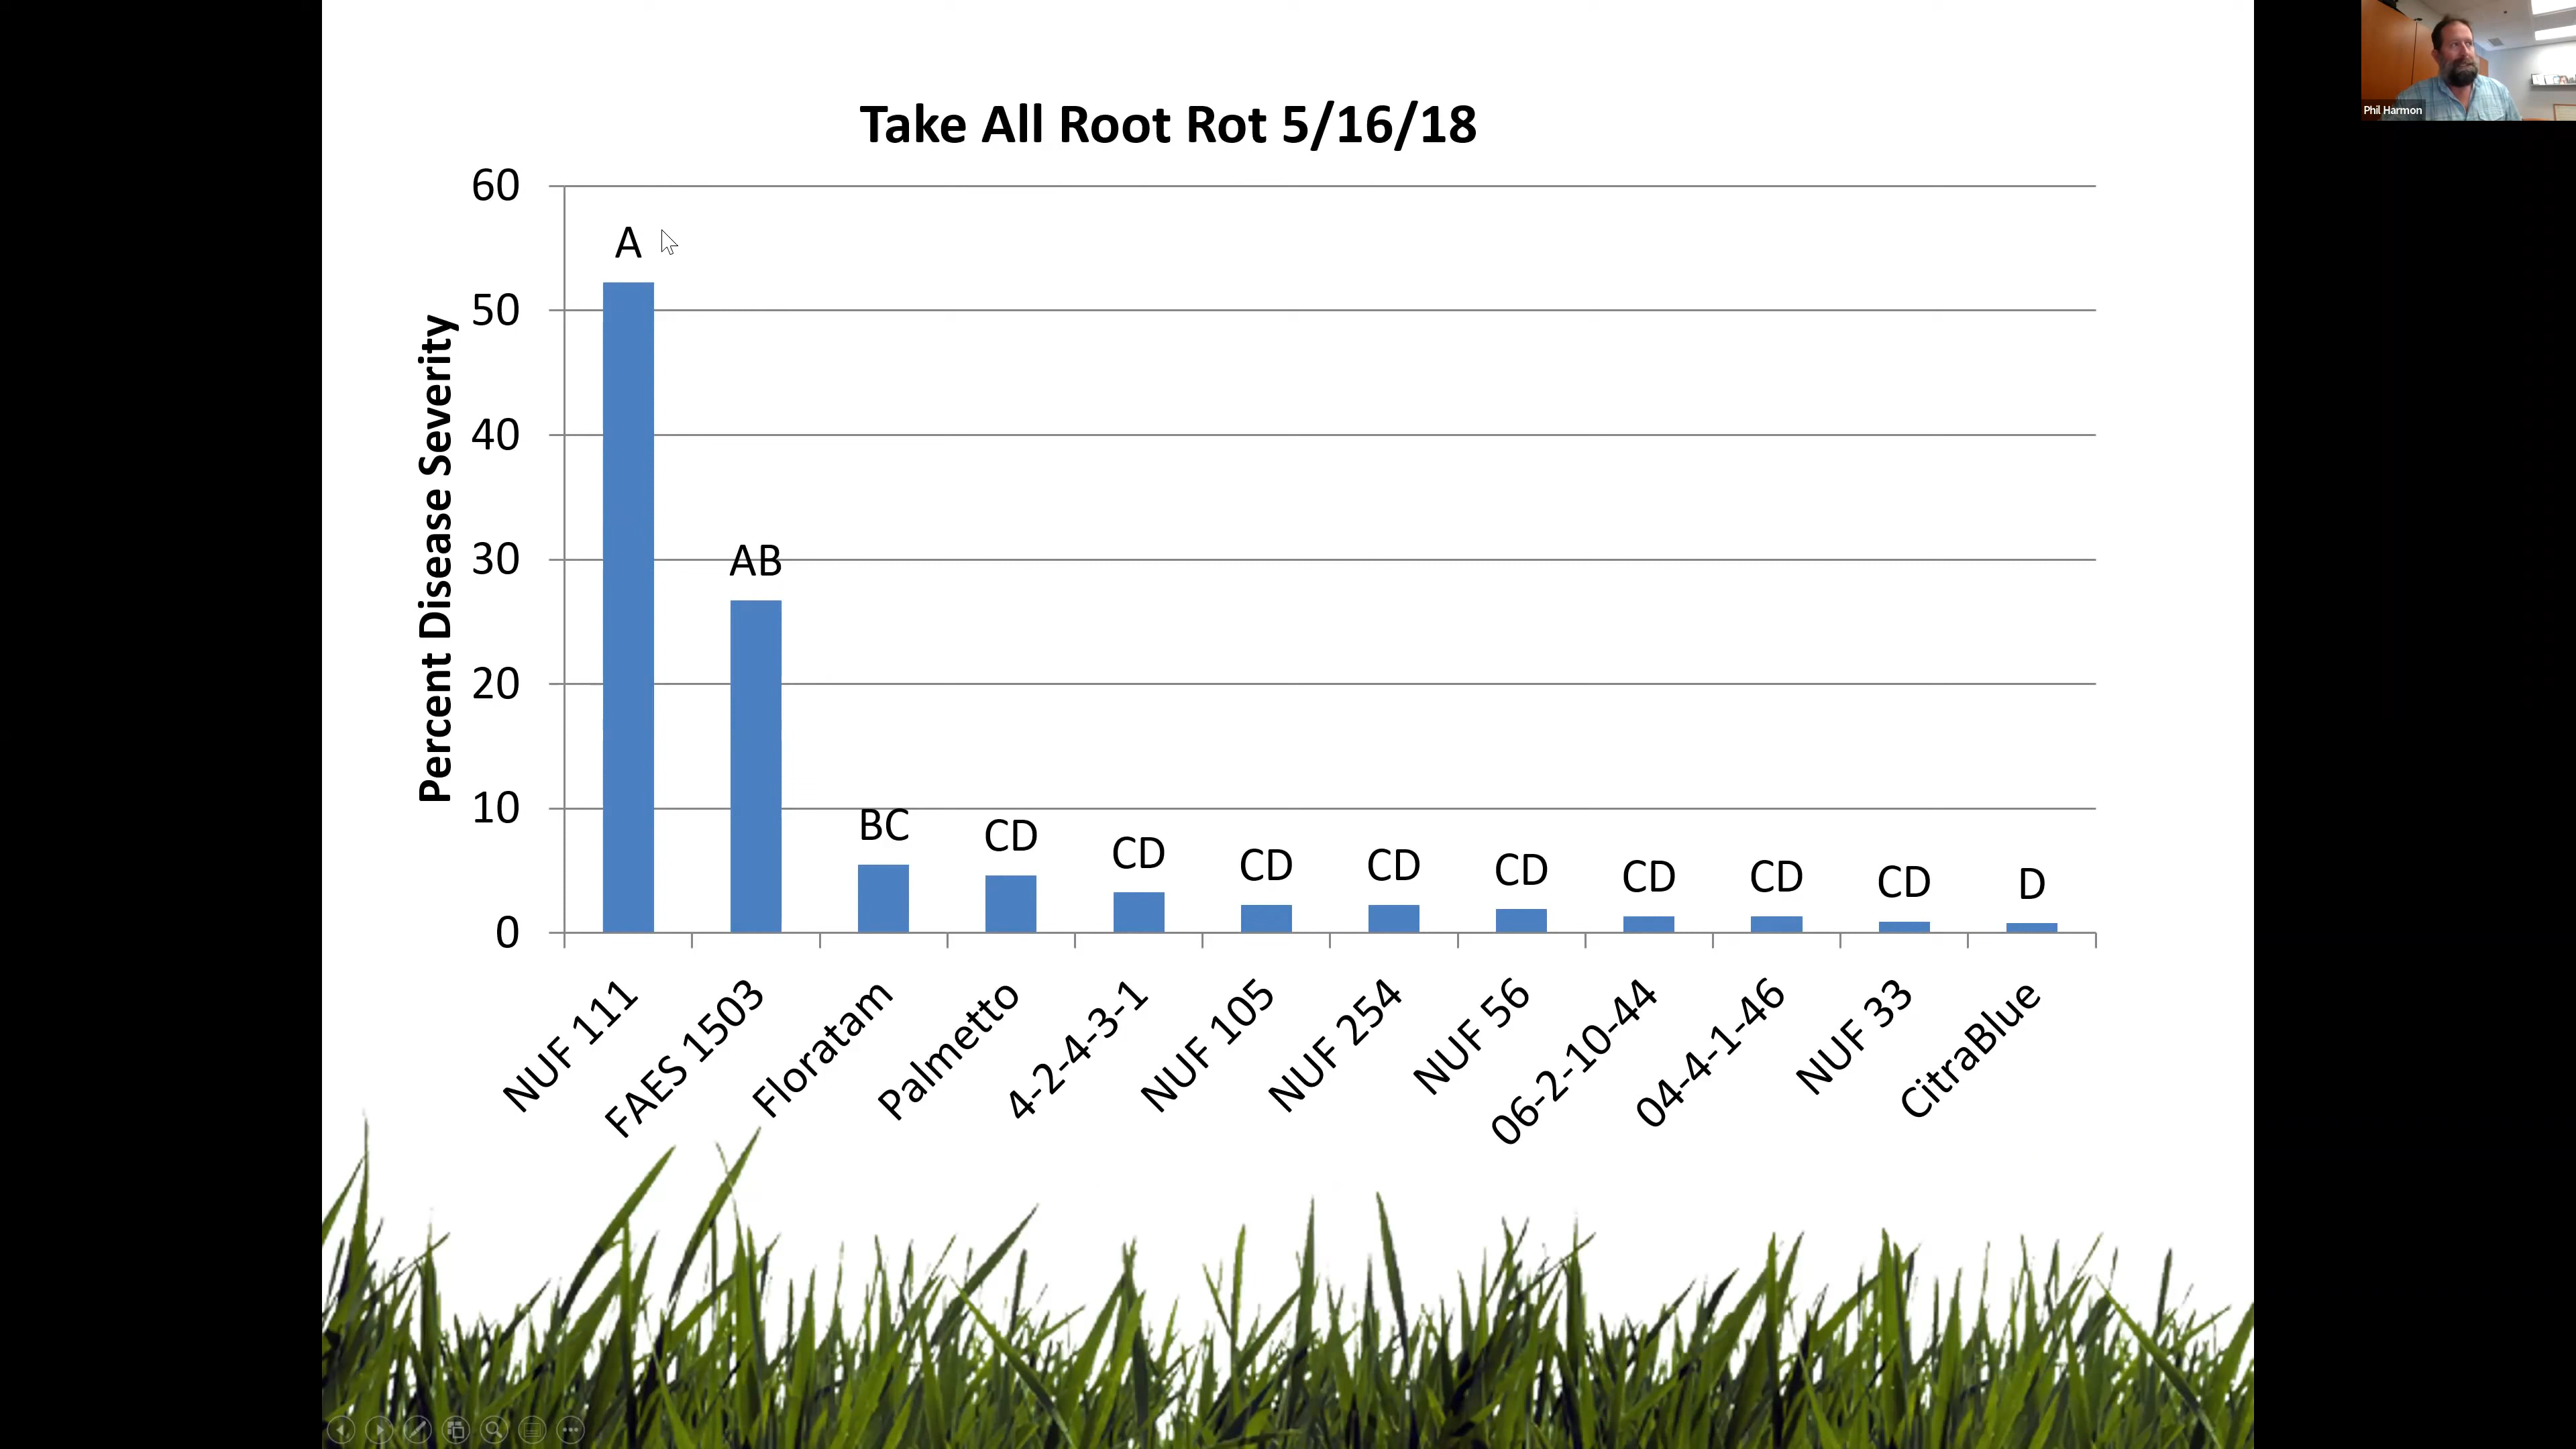 Take All Root Rot 5/16/18
Percent Disease Severity
60
50
40
30
20
10
0
A
AB
BC
CD
CD
CD
CD
CD
CD
CD
CD
D
NUF 111
FAES 1503
Floratam
Palmetto
4-2-4-3-1
NUF 105
NUF 254
NUF 56
06-2-10-44
04-4-1-46
NUF 33
CitraBlue
Phil Harmon